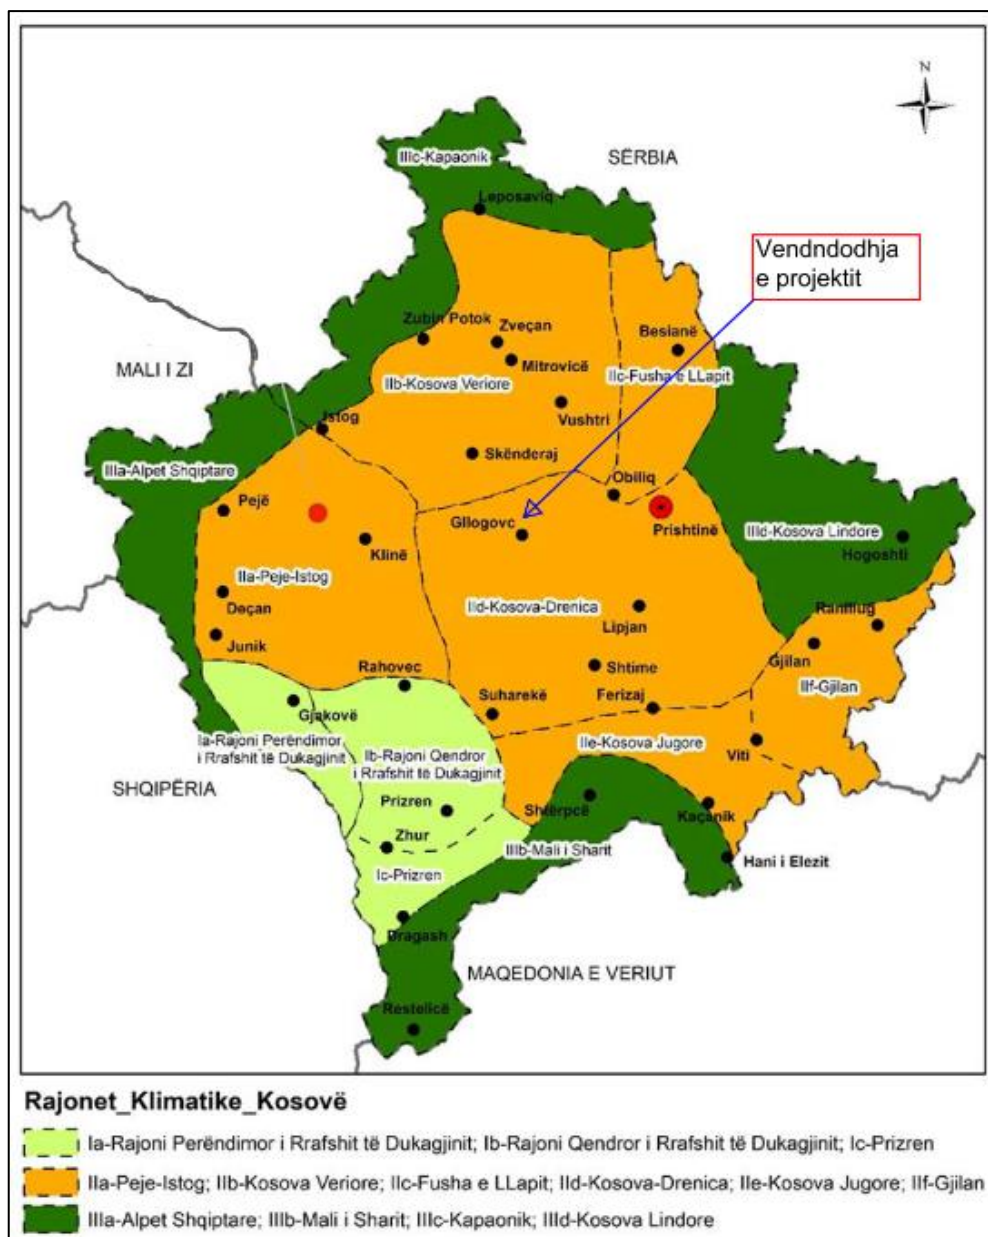 N
IIIc-Kapaonik
SËRBIA
Leposaviq
Vendndodhja
e projektit
Zubin Potok
Zveçan
Besianë
Mitrovicë
MALI I ZI
IIb-Kosova Veriore
IIc-Fusha e LLapit
Vushtri
Istog
Skënderaj
IIIa-Alpet Shqiptare
Obiliq
Pejë
Gllogovc
Prishtinë
IIId-Kosova Lindore
Klinë
Hogoshti
IIa-Peje-Istog
Deçan
IId-Kosova-Drenica
Ranillug
Lipjan
Junik
Gjilan
Rahovec
Shtime
IIf-Gjilan
Suharekë
Ferizaj
Gjakovë
Ia-Rajoni Perëndimor
i Rrafshit të Dukagjinit
IIe-Kosova Jugore
Viti
Ib-Rajoni Qendror
i Rrafshit të Dukagjinit
SHQIPËRIA
Prizren
Shtërpcë
Kaçanik
Zhur
IIIb-Mali i Sharit
Hani i Elezit
Ic-Prizren
Dragash
MAQEDONIA E VERIUT
Restelicë
Rajonet_Klimatike_Kosovë
Ia-Rajoni Perëndimor i Rrafshit të Dukagjinit; Ib-Rajoni Qendror i Rrafshit të Dukagjinit; Ic-Prizren
IIa-Peje-Istog; IIb-Kosova Veriore; IIc-Fusha e LLapit; IId-Kosova-Drenica; IIe-Kosova Jugore; IIf-Gjilan
IIIa-Alpet Shqiptare; IIIb-Mali i Sharit; IIIc-Kapaonik; IIId-Kosova Lindore